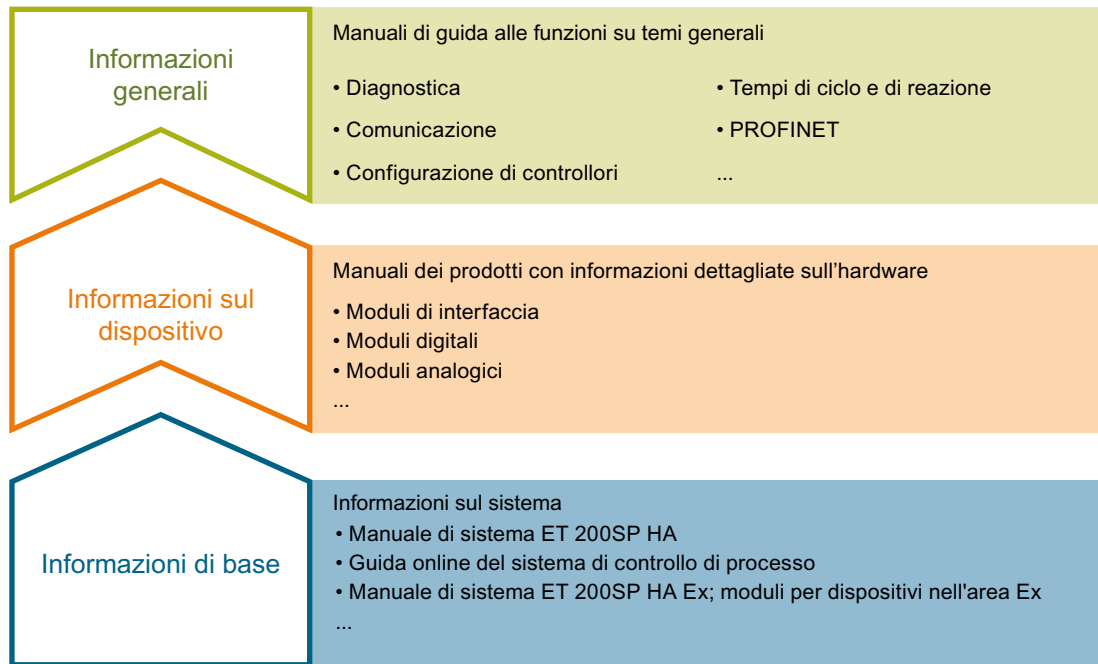 Informazioni
generali
Manuali di guida alle funzioni su temi generali
• Diagnostica
• Tempi di ciclo e di reazione
• Comunicazione
• PROFINET
• Configurazione di controllori
...
Informazioni sul
dispositivo
Manuali dei prodotti con informazioni dettagliate sull'hardware
• Moduli di interfaccia
• Moduli digitali
• Moduli analogici
...
Informazioni di base
Informazioni sul sistema
• Manuale di sistema ET 200SP HA
• Guida online del sistema di controllo di processo
• Manuale di sistema ET 200SP HA Ex; moduli per dispositivi nell'area Ex
...